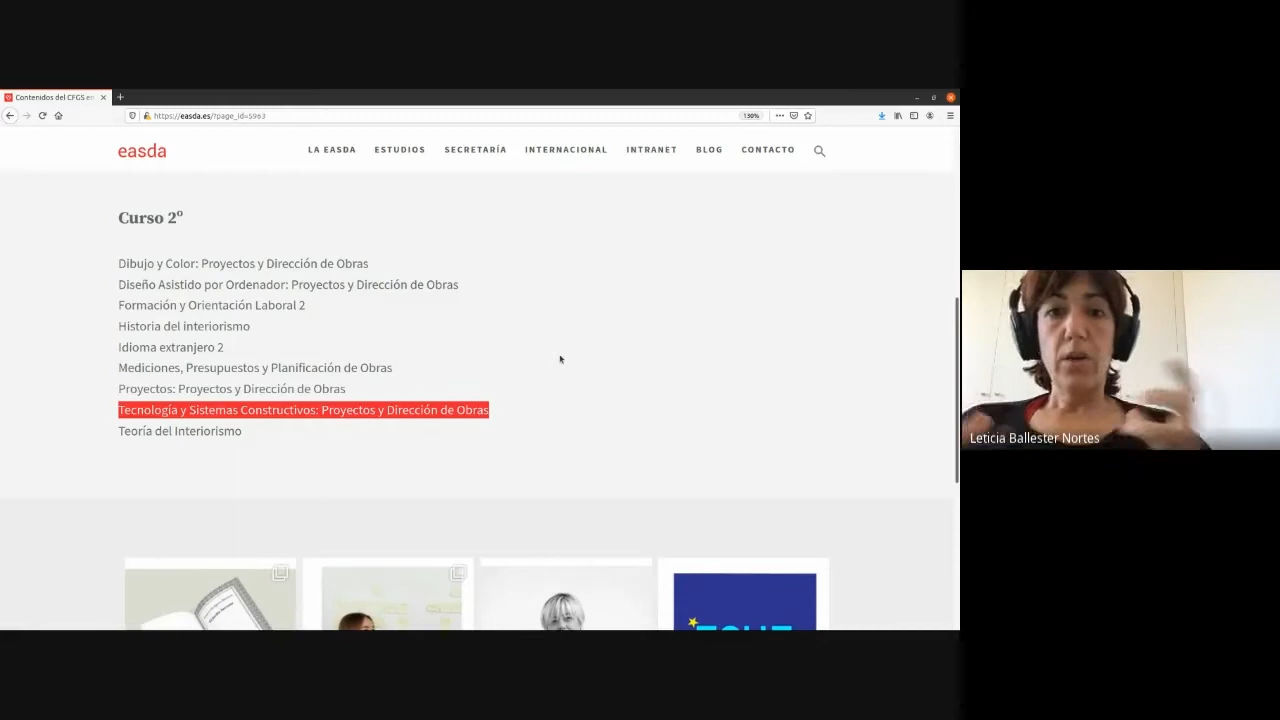 Contenidos del CFGS en
https://easda.es/?page_id=5963
130%
easda
LA EASDA
ESTUDIOS
SECRETARÍA
INTERNACIONAL
INTRANET
BLOG
CONTACTO
Curso 2º
Dibujo y Color: Proyectos y Dirección de Obras
Diseño Asistido por Ordenador: Proyectos y Dirección de Obras
Formación y Orientación Laboral 2
Historia del interiorismo
Idioma extranjero 2
Mediciones, Presupuestos y Planificación de Obras
Proyectos: Proyectos y Dirección de Obras
Tecnología y Sistemas Constructivos: Proyectos y Dirección de Obras
Teoría del Interiorismo
Leticia Ballester Nortes